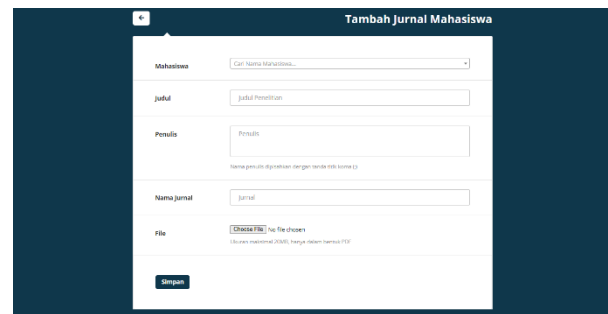 Tambah Jurnal Mahasiswa
Mahasiswa
Cari Nama Mahasiswa...
Judul
Judul Penelitian
Penulis
Penulis
Nama penulis dipisahkan dengan tanda titik koma (;)
Nama Jurnal
Jurnal
File
Choose File No file chosen
Ukuran maksimal 20MB, hanya dalam format PDF
Simpan